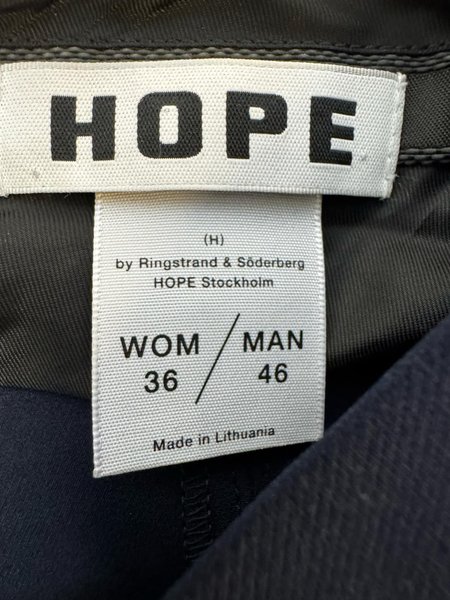 HOPE
(H)
by Ringstrand & Söderberg
HOPE Stockholm
WOM / MAN
36 / 46
Made in Lithuania